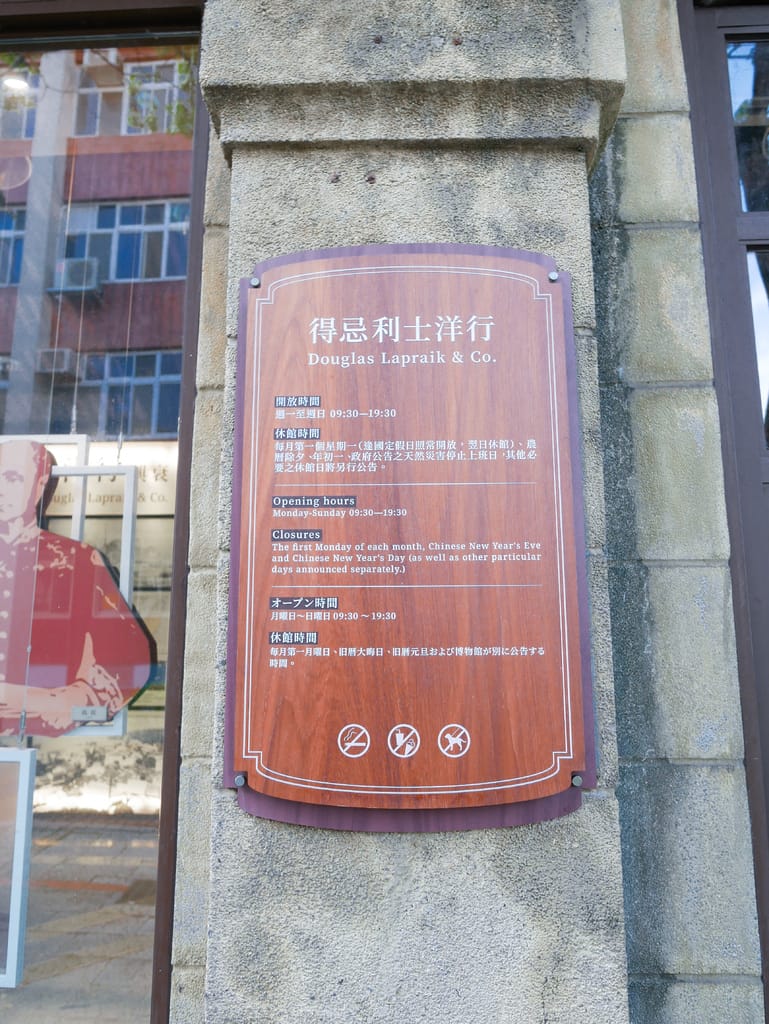 得忌利士洋行
Douglas Lapraik & Co.
開放時間
週一至週日 09:30—19:30
休館時間
每月第一個星期一（逢國定假日照常開放，翌日休館）、農
曆除夕、年初一、政府公告之天然災害停止上班日，其他必
要之休館日將另行公告。
Opening hours
Monday-Sunday 09:30—19:30
Closures
The first Monday of each month, Chinese New Year's Eve
and Chinese New Year's Day (as well as other particular
days announced separately.)
オープン時間
月曜日～日曜日 09:30 ～ 19:30
休館時間
毎月第一月曜日、旧暦大晦日、旧暦元旦および博物館が別に公告する
時間。
Lapraik & Co.